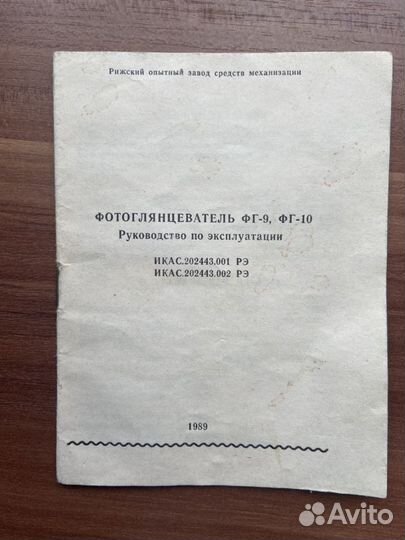 Рижский опытный завод средств механизации
ФОТОГЛЯНЦЕВАТЕЛЬ ФГ-9, ФГ-10
Руководство по эксплуатации
ИКАС.202443.001 РЭ
ИКАС.202443.002 РЭ
1989
Avito